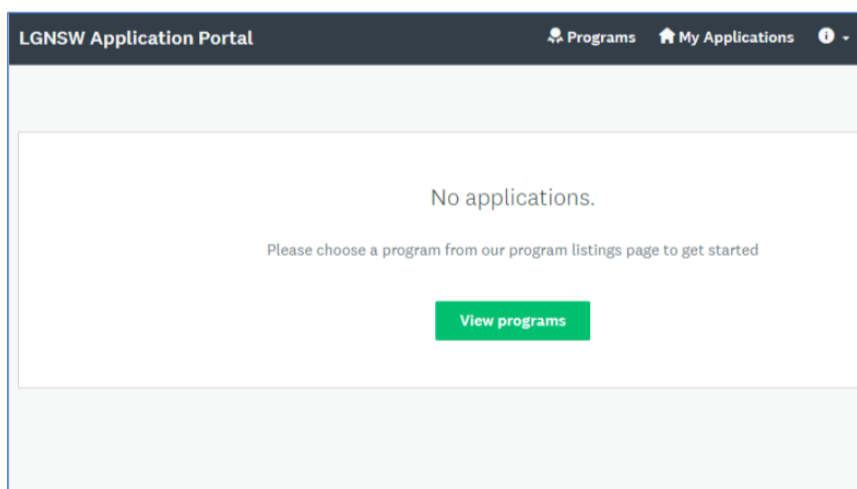 LGNSW Application Portal Programs My Applications
No applications.
Please choose a program from our program listings page to get started
View programs